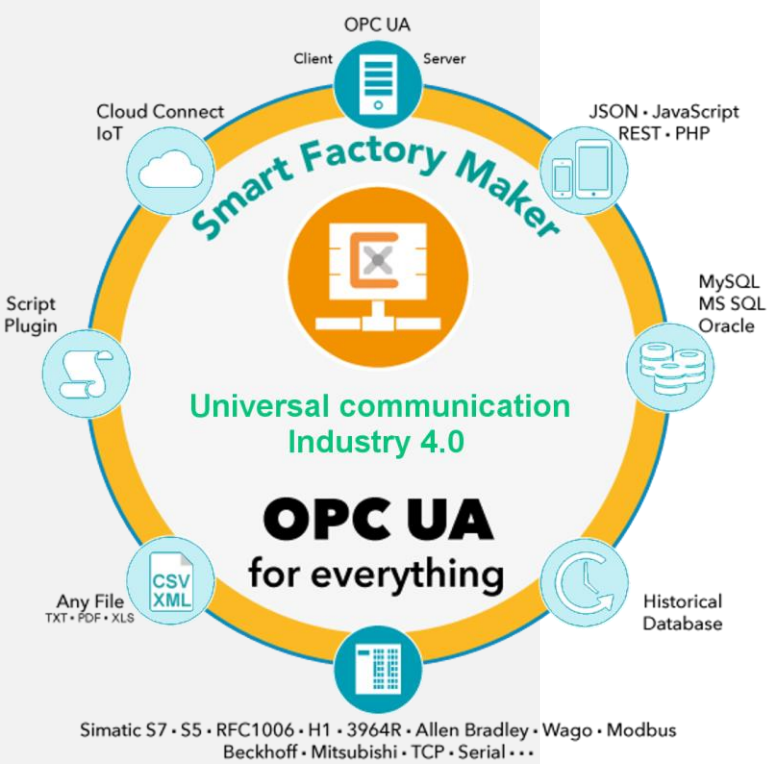 OPC UA
Client Server
Cloud Connect
IoT
JSON • JavaScript
REST • PHP
Smart Factory Maker
MySQL
MS SQL
Oracle
Script
Plugin
Universal communication
Industry 4.0
OPC UA
for everything
CSV
XML
Any File
TXT • PDF • XLS
Historical
Database
Simatic S7 • S5 • RFC1006 • H1 • 3964R • Allen Bradley • Wago • Modbus
Beckhoff • Mitsubishi • TCP • Serial • • •